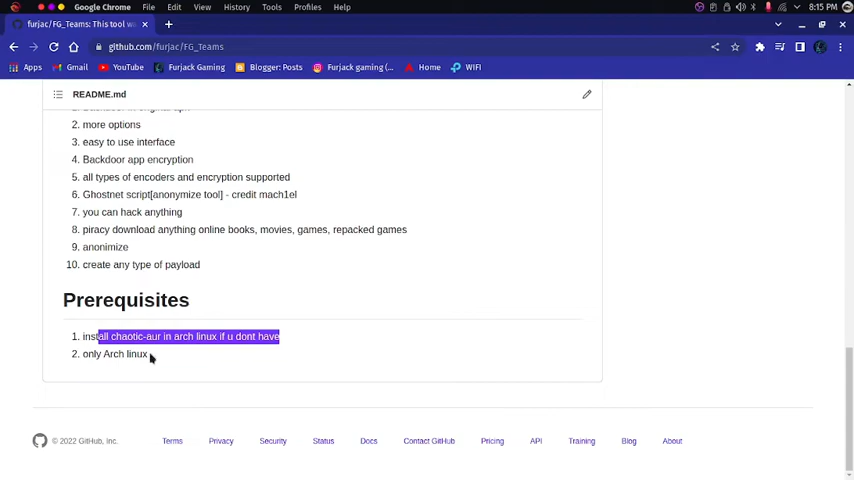 Google Chrome File Edit View History Tools Profiles Help
8:15 PM
furjac/FG_Teams: This tool wa
github.com/furjac/FG_Teams
Apps Gmail YouTube Furjack Gaming Blogger: Posts Furjack gaming (... Home WIFI
README.md
2. more options
3. easy to use interface
4. Backdoor app encryption
5. all types of encoders and encryption supported
6. Ghostnet script[anonymize tool] - credit mach1el
7. you can hack anything
8. piracy download anything online books, movies, games, repacked games
9. anonimize
10. create any type of payload
Prerequisites
1. install chaotic-aur in arch linux if u dont have
2. only Arch linux
© 2022 GitHub, Inc. Terms Privacy Security Status Docs Contact GitHub Pricing API Training Blog About